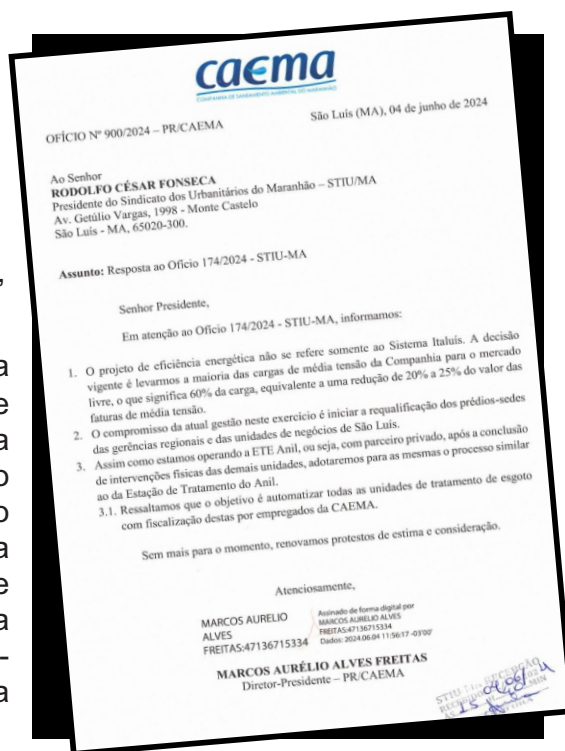 caema
COMPANHIA DE SANEAMENTO AMBIENTAL DO MARANHÃO
OFÍCIO Nº 900/2024 – PR/CAEMA
São Luís (MA), 04 de junho de 2024
Ao Senhor
RODOLFO CÉSAR FONSECA
Presidente do Sindicato dos Urbanitários do Maranhão – STIU/MA
Av. Getúlio Vargas, 1998 - Monte Castelo
São Luís - MA, 65020-300.
Assunto: Resposta ao Ofício 174/2024 - STIU-MA
Senhor Presidente,
Em atenção ao Ofício 174/2024 - STIU-MA, informamos:
1. O projeto de eficiência energética não se refere somente ao Sistema Italuís. A decisão
vigente é levarmos a maioria das cargas de média tensão da Companhia para o mercado
livre, o que significa 60% da carga, equivalente a uma redução de 20% a 25% do valor das
faturas de média tensão.
2. O compromisso da atual gestão neste exercício é iniciar a requalificação dos prédios-sedes
das gerências regionais e das unidades de negócios de São Luís.
3. Assim como estamos operando a ETE Anil, ou seja, com parceiro privado, após a conclusão
de intervenções físicas das demais unidades, adotaremos para as mesmas o processo similar
ao da Estação de Tratamento do Anil.
3.1. Ressaltamos que o objetivo é automatizar todas as unidades de tratamento de esgoto
com fiscalização destas por empregados da CAEMA.
Sem mais para o momento, renovamos protestos de estima e consideração.
Atenciosamente,
MARCOS AURELIO
ALVES
FREITAS:47136715334
Assinado de forma digital por
MARCOS AURELIO ALVES
FREITAS:47136715334
Dados: 2024.06.04 11:56:17 -03'00'
MARCOS AURÉLIO ALVES FREITAS
Diretor-Presidente – PR/CAEMA
,
a
e
a
o
o
a
e
a
-
a